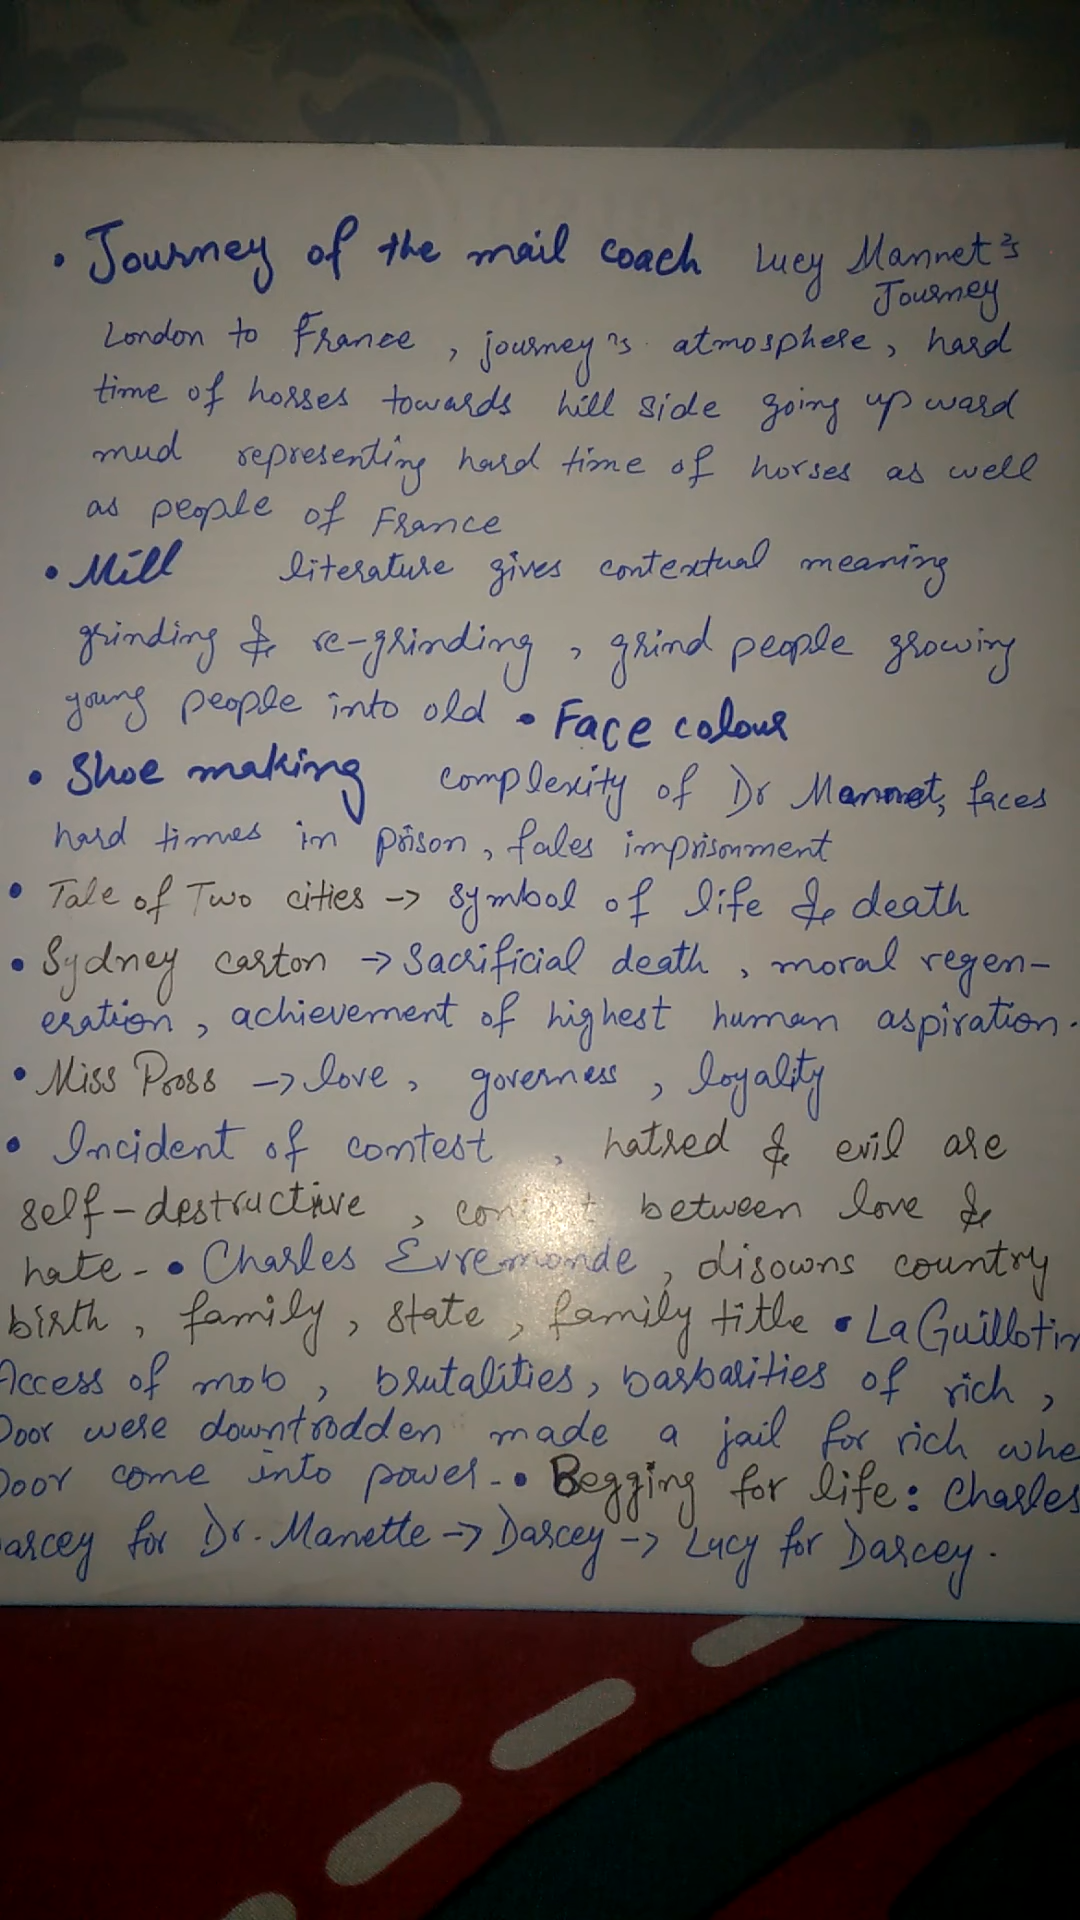 • Journey of the mail coach Lucy Mannet's
Journey
London to France, journey's atmosphere, hard
time of horses towards hill side going upward
mud representing hard time of horses as well
as people of France
• Mill literature gives contextual meaning
grinding & re-grinding, grind people growing
young people into old • Face colour
• Shoe making complexity of Dr Mannet, faces
hard times in prison, fales imprisonment
• Tale of Two cities -> symbol of life & death
• Sydney carton -> Sacrificial death, moral regen-
eration, achievement of highest human aspiration.
• Miss Pross -> love, governess, loyality
• Incident of contest, hatred & evil are
self-destructive, between love &
hate- • Charles Evremonde, disowns country
birth, family, state, family title • La Guillotin
Access of mob, brutalities, barbarities of rich,
oor were downtrodden made a jail for rich whe
oor come into power- • Begging for life: Charles
arcey for Dr. Manette -> Darcey -> Lucy for Darcey.